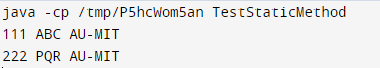 java -cp /tmp/P5hcWom5an TestStaticMethod
111 ABC AU-MIT
222 PQR AU-MIT